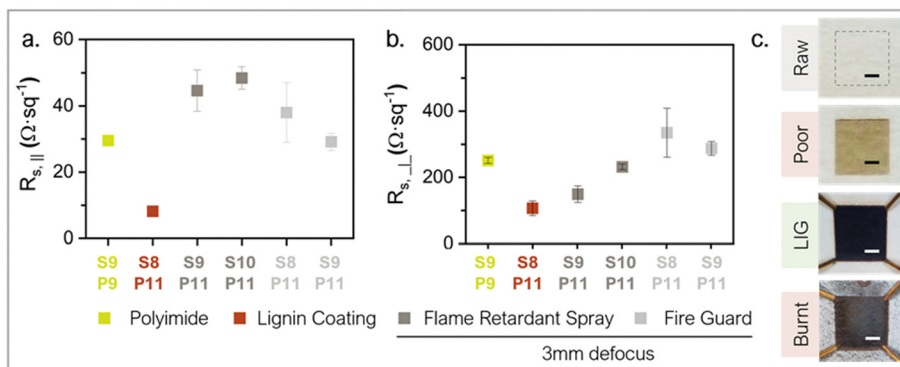 a.
60
40
20
0
R_s,|| (Ω·sq⁻¹)
S9 S8 S9 S10 S8 S9
P9 P11 P11 P11 P11 P11
b.
600
400
200
0
R_s,_|_ (Ω·sq⁻¹)
S9 S8 S9 S10 S8 S9
P9 P11 P11 P11 P11 P11
Polyimide Lignin Coating Flame Retardant Spray Fire Guard
3mm defocus
c.
Raw
Poor
LIG
Burnt